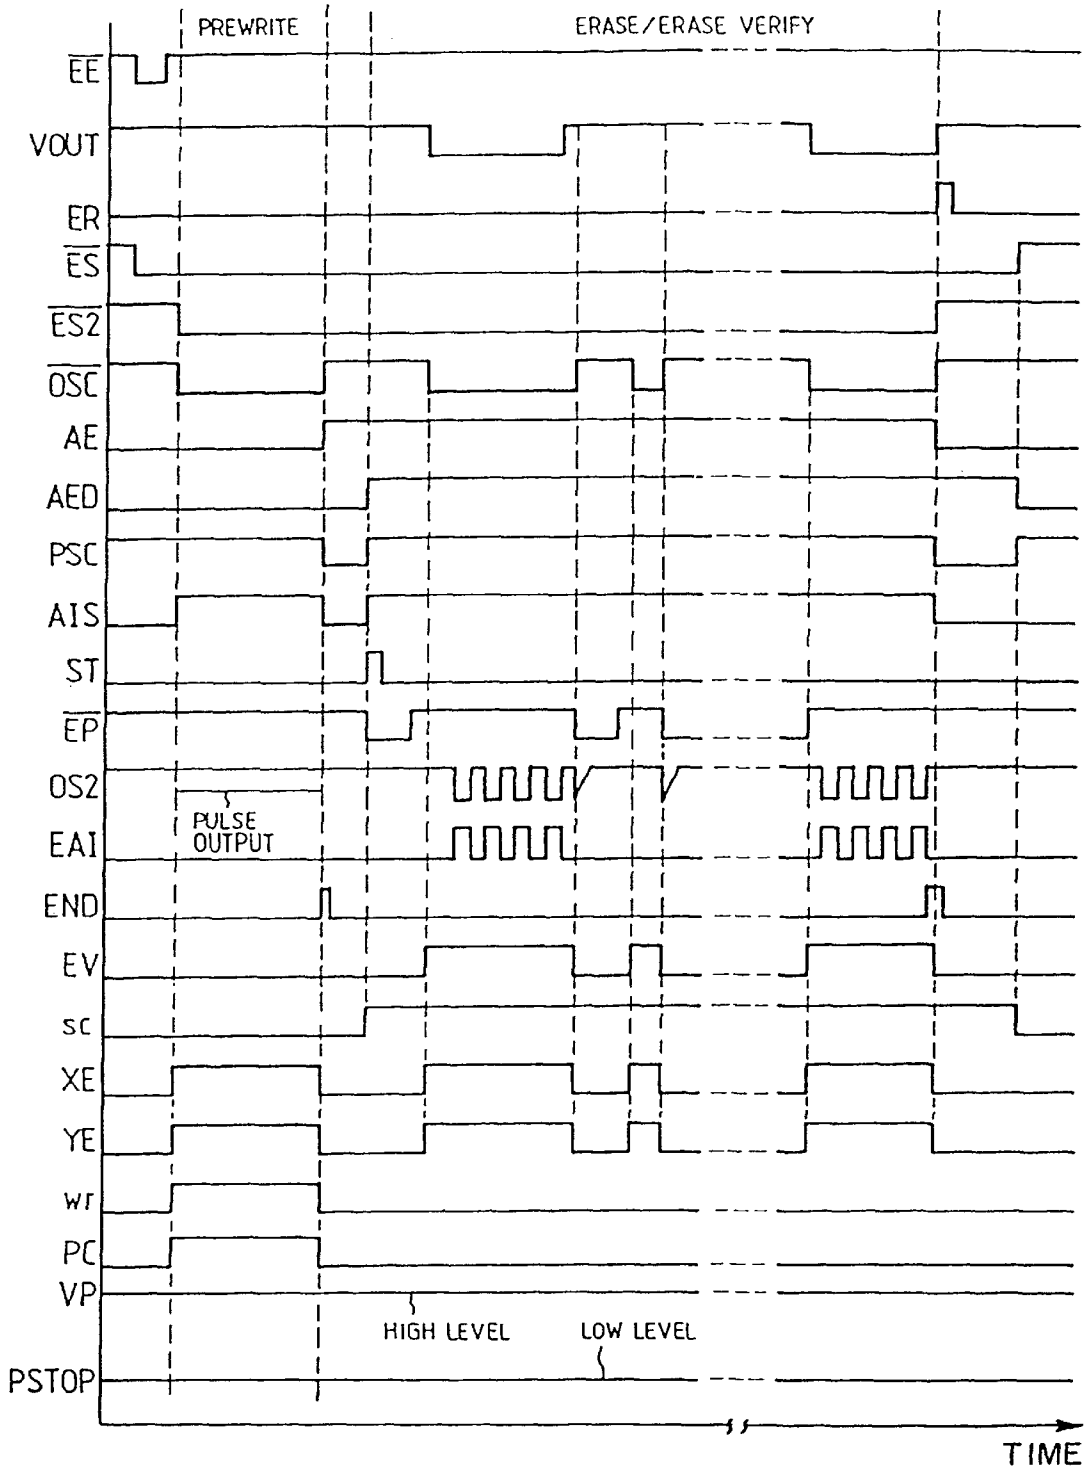 PREWRITE
ERASE/ERASE VERIFY
EE
VOUT
ER
ES
ES2
OSC
AE
AED
PSC
AIS
ST
EP
OS2
PULSE
OUTPUT
EAI
END
EV
SC
XE
YE
Wr
PC
VP
HIGH LEVEL
LOW LEVEL
PSTOP
TIME